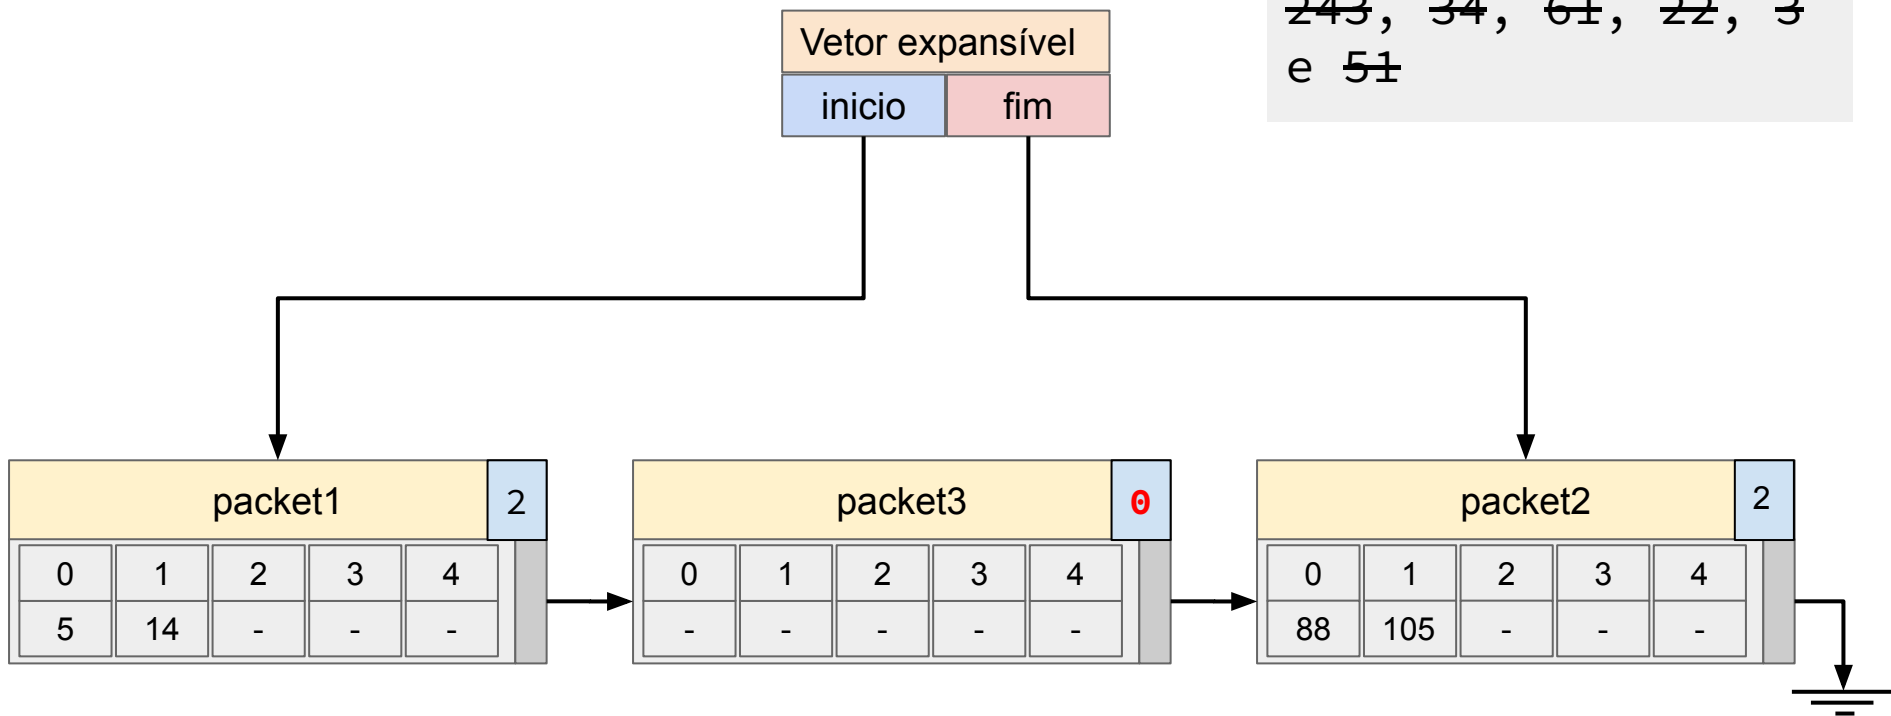 243, 34, 61, 22, 3
e 51
Vetor expansível
inicio fim
packet1 2
0 1 2 3 4
5 14 - - -
packet3 0
0 1 2 3 4
- - - - -
packet2 2
0 1 2 3 4
88 105 - - -